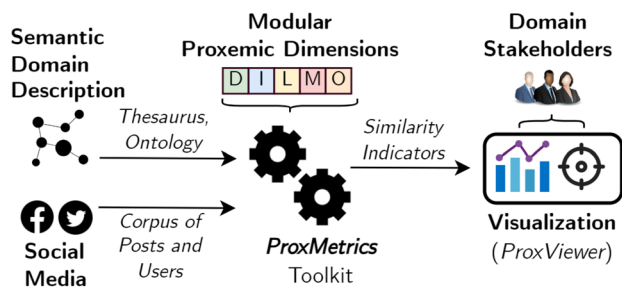 Semantic
Domain
Description
Thesaurus,
Ontology
Social
Media
Corpus of
Posts and
Users
Modular
Proxemic Dimensions
D I L M O
ProxMetrics
Toolkit
Similarity
Indicators
Domain
Stakeholders
Visualization
(ProxViewer)